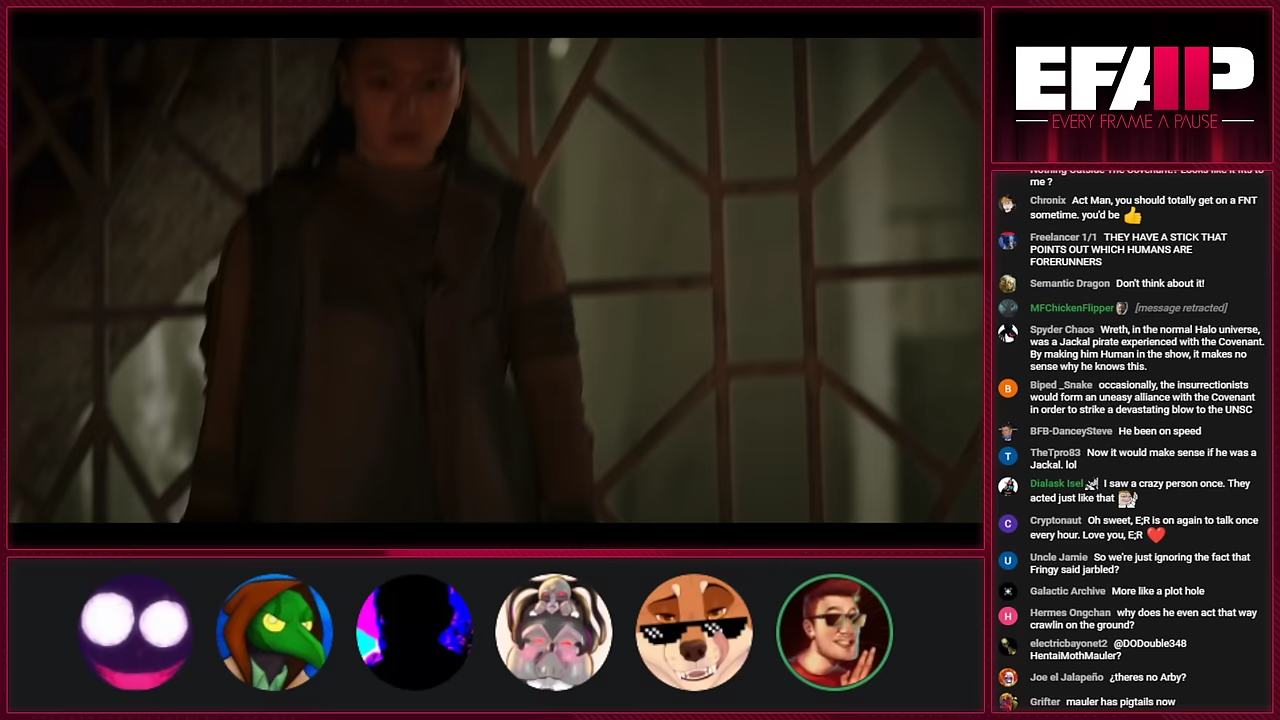 EFAP
EVERY FRAME A PAUSE
Nothing Outside The Covenant.. Looks like it fits to
me ?
Chronix Act Man, you should totally get on a FNT
sometime. you'd be 👍
Freelancer 1/1 THEY HAVE A STICK THAT
POINTS OUT WHICH HUMANS ARE
FORERUNNERS
Semantic Dragon Don't think about it!
MFChickenFlipper [message retracted]
Spyder Chaos Wreth, in the normal Halo universe,
was a Jackal pirate experienced with the Covenant.
By making him Human in the show, it makes no
sense why he knows this.
B
Biped _Snake occasionally, the insurrectionists
would form an uneasy alliance with the Covenant
in order to strike a devastating blow to the UNSC
BFB-DanceySteve He been on speed
T
TheTpro83 Now it would make sense if he was a
Jackal. lol
Dialask Isel I saw a crazy person once. They
acted just like that
C
Cryptonaut Oh sweet, E;R is on again to talk once
every hour. Love you, E;R ❤️
U
Uncle Jamie So we're just ignoring the fact that
Fringy said jarbled?
Galactic Archive More like a plot hole
H
Hermes Ongchan why does he even act that way
crawlin on the ground?
electricbayonet2 @DODouble348
HentaiMothMauler?
Joe el Jalapeño ¿theres no Arby?
Grifter mauler has pigtails now